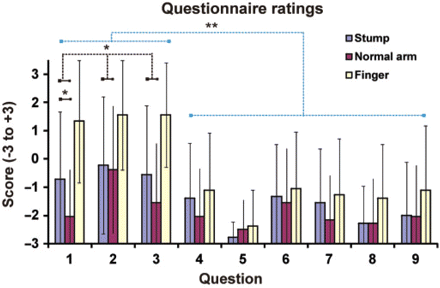 Questionnaire ratings
**
*
*
Stump
Normal arm
Finger
Score (-3 to +3)
3
2
1
0
−1
−2
−3
1 2 3 4 5 6 7 8 9
Question